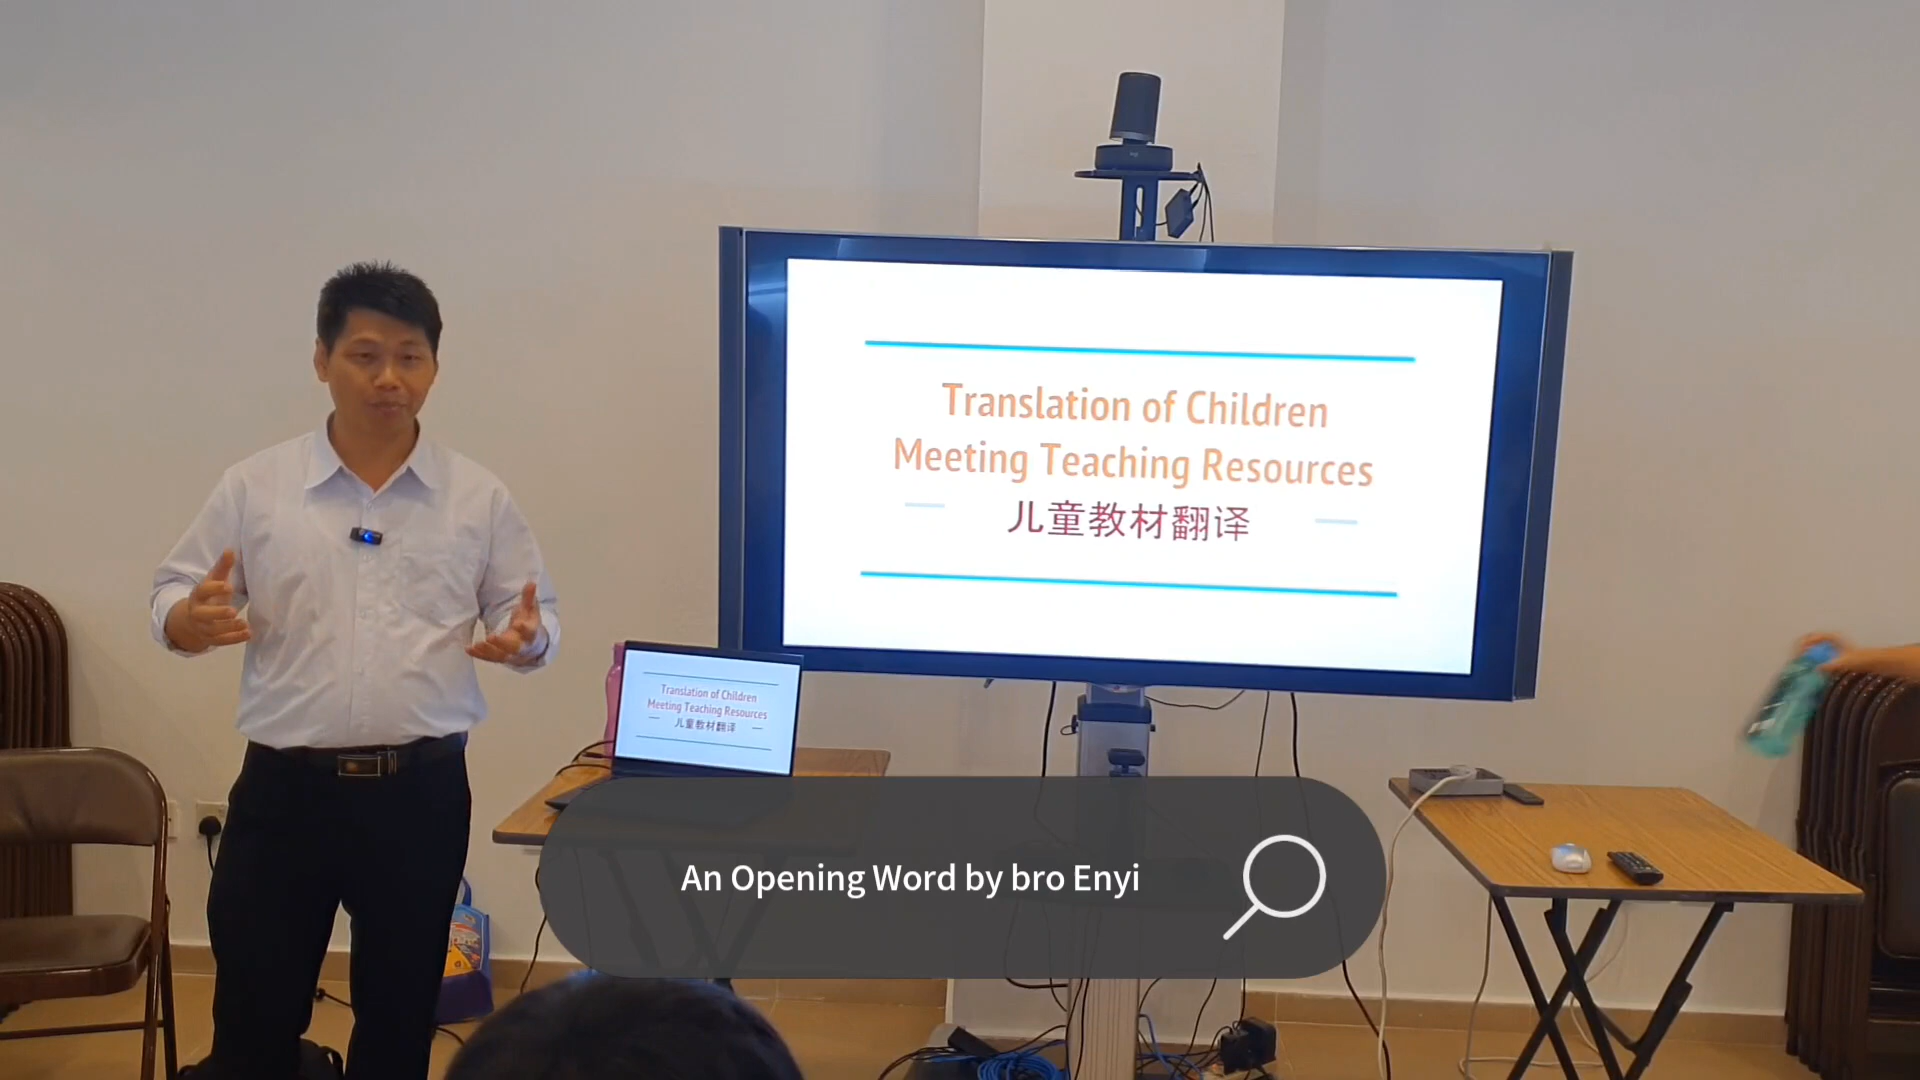 Translation of Children
Meeting Teaching Resources
儿童教材翻译
Translation of Children
Meeting Teaching Resources
儿童教材翻译
An Opening Word by bro Enyi